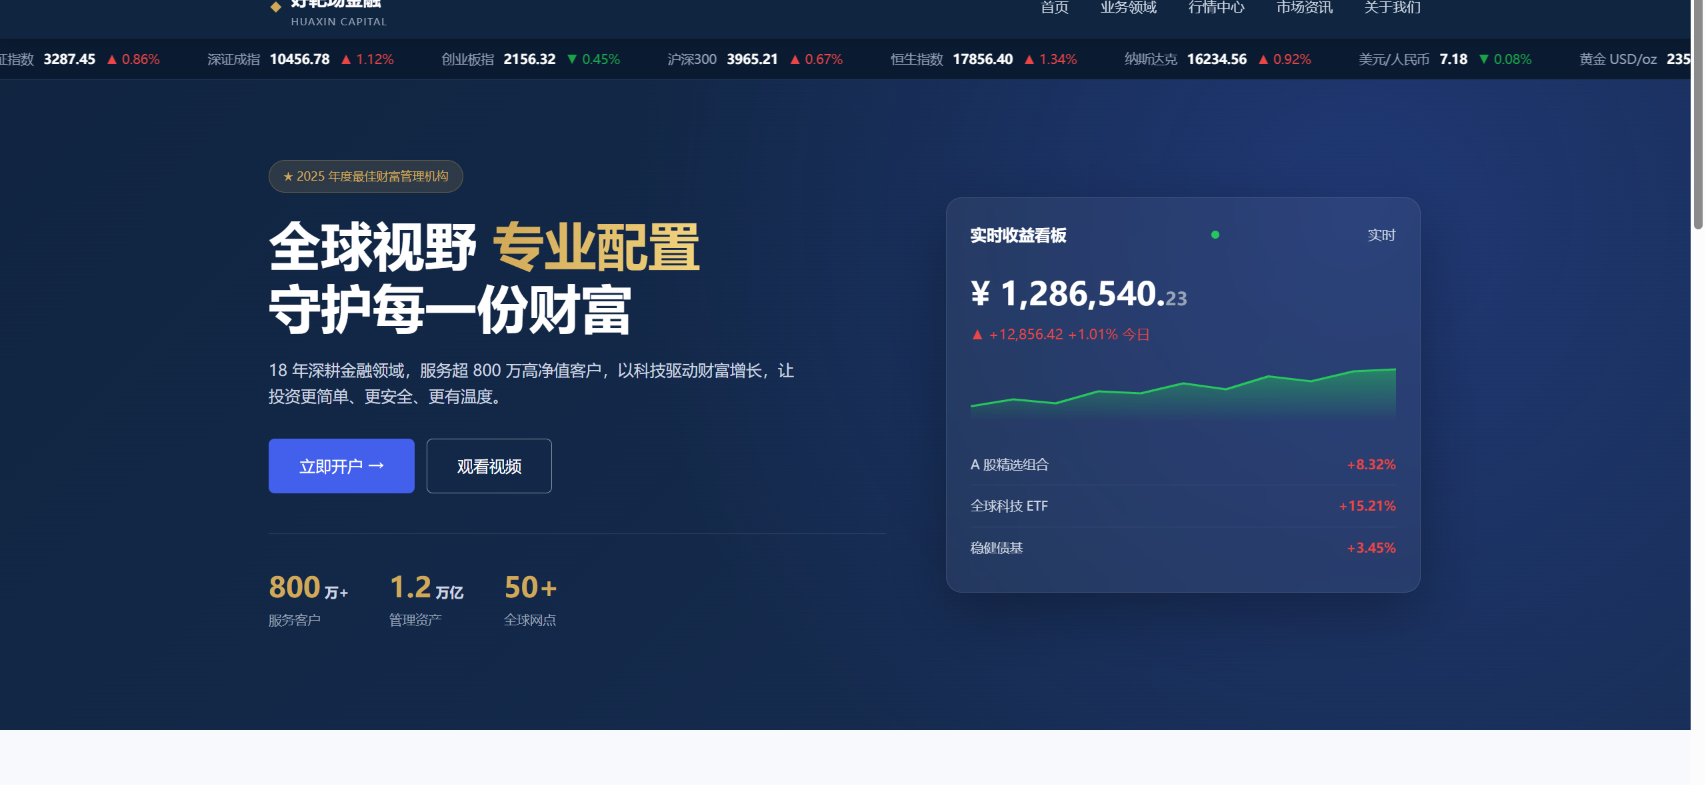 好靶场金融
HUAXIN CAPITAL
首页 业务领域 行情中心 市场资讯 关于我们
证指数 3287.45 ▲ 0.86% 深证成指 10456.78 ▲ 1.12% 创业板指 2156.32 ▼ 0.45% 沪深300 3965.21 ▲ 0.67% 恒生指数 17856.40 ▲ 1.34% 纳斯达克 16234.56 ▲ 0.92% 美元/人民币 7.18 ▼ 0.08% 黄金 USD/oz 235
★ 2025 年度最佳财富管理机构
全球视野 专业配置
守护每一份财富
18 年深耕金融领域，服务超 800 万高净值客户，以科技驱动财富增长，让
投资更简单、更安全、更有温度。
立即开户 → 观看视频
800 万+ 1.2 万亿 50+
服务客户 管理资产 全球网点
实时收益看板 实时
¥ 1,286,540.23
▲ +12,856.42 +1.01% 今日
A 股精选组合 +8.32%
全球科技 ETF +15.21%
稳健债基 +3.45%